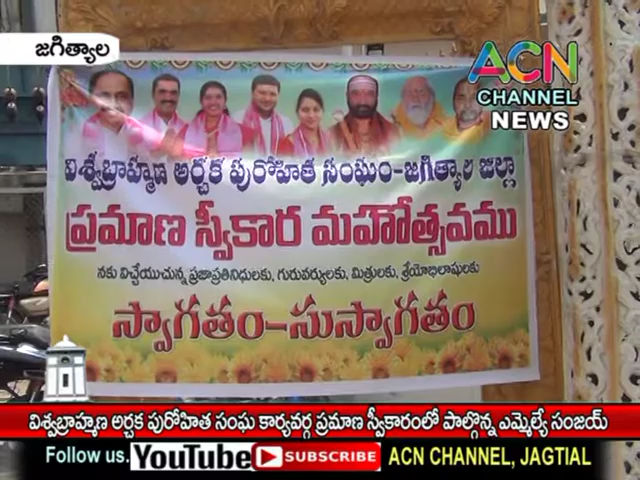 జగిత్యాల
ACN
CHANNEL
NEWS
విశ్వబ్రాహ్మణ అర్చక పురోహిత సంఘం-జగిత్యాల జిల్లా
ప్రమాణ స్వీకార మహోత్సవము
నకు విచ్చేయుచున్న ప్రజాప్రతినిధులకు, గురువర్యులకు, మిత్రులకు, శ్రేయోభిలాషులకు
స్వాగతం-సుస్వాగతం
విశ్వబ్రాహ్మణ అర్చక పురోహిత సంఘ కార్యవర్గ ప్రమాణ స్వీకారంలో పాల్గొన్న ఎమ్మెల్యే సంజయ్
Follow us. YouTube SUBSCRIBE ACN CHANNEL, JAGTIAL